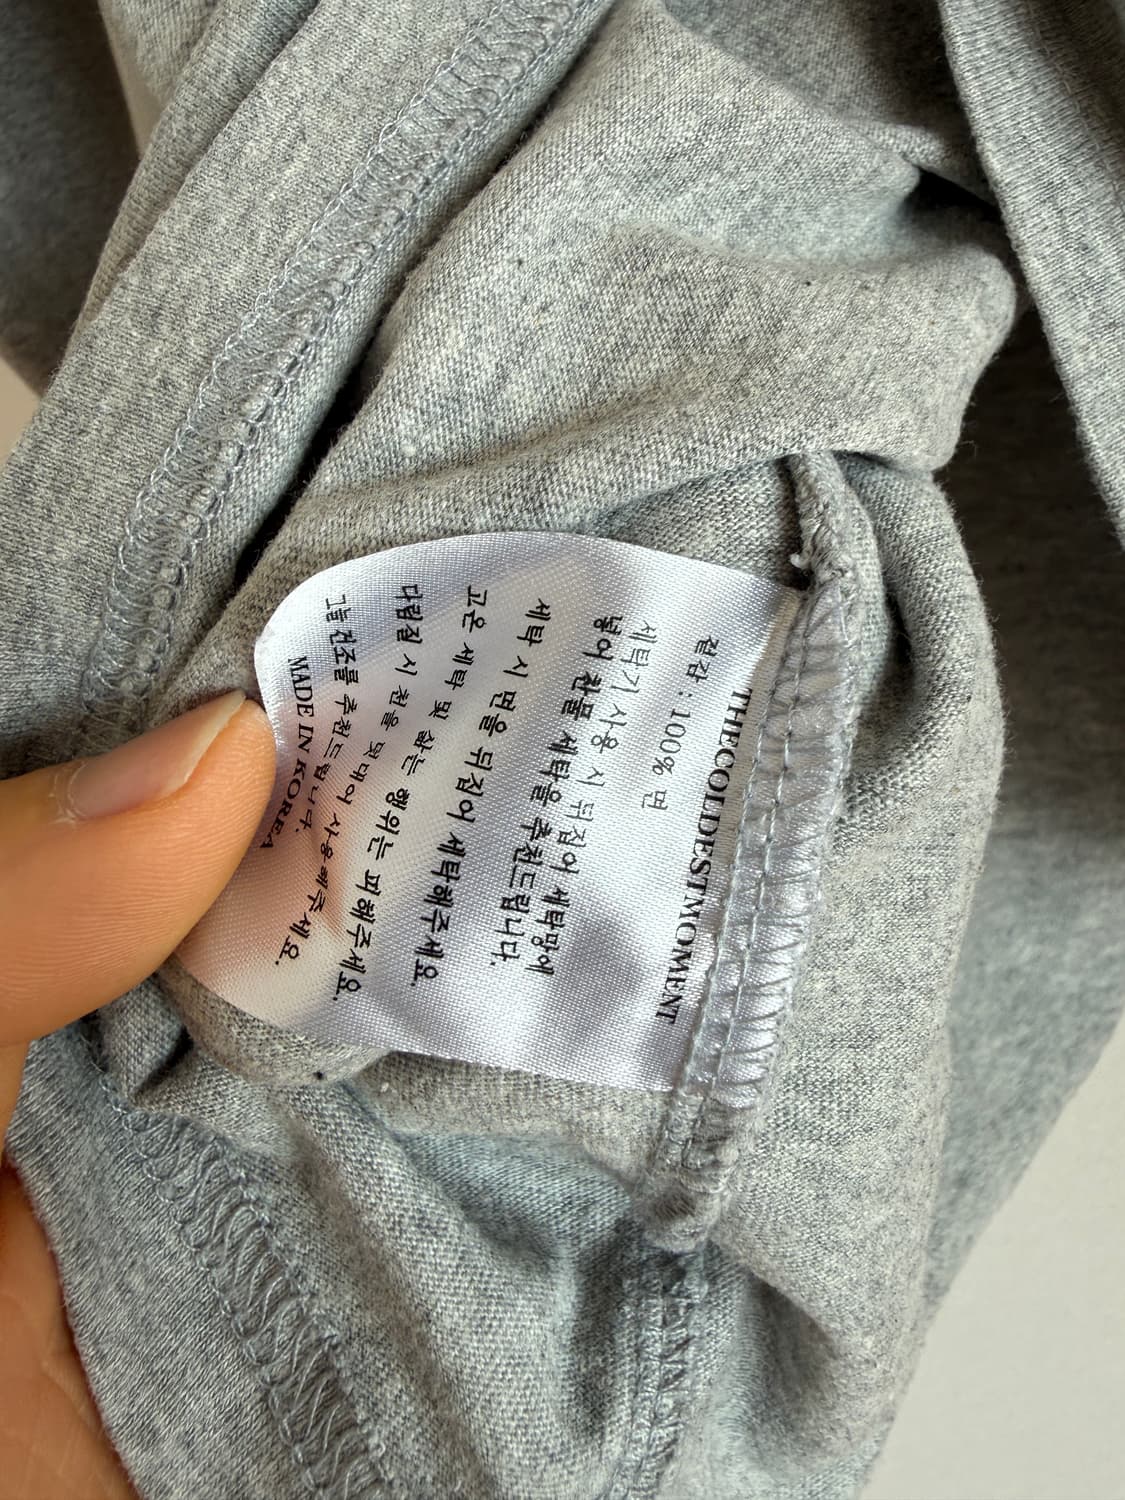 THECOLDESTMOMENT
질감 : 100% 면
세탁기 사용 시 뒤집어 세탁망에
넣어 찬물 세탁을 추천드립니다.
세탁 시 면을 뒤집어 세탁해주세요.
고온 세탁 및 삶는 행위는 피해주세요.
다림질 시 천을 덧대어 사용해주세요.
그늘 건조를 추천드립니다.
MADE IN KOREA